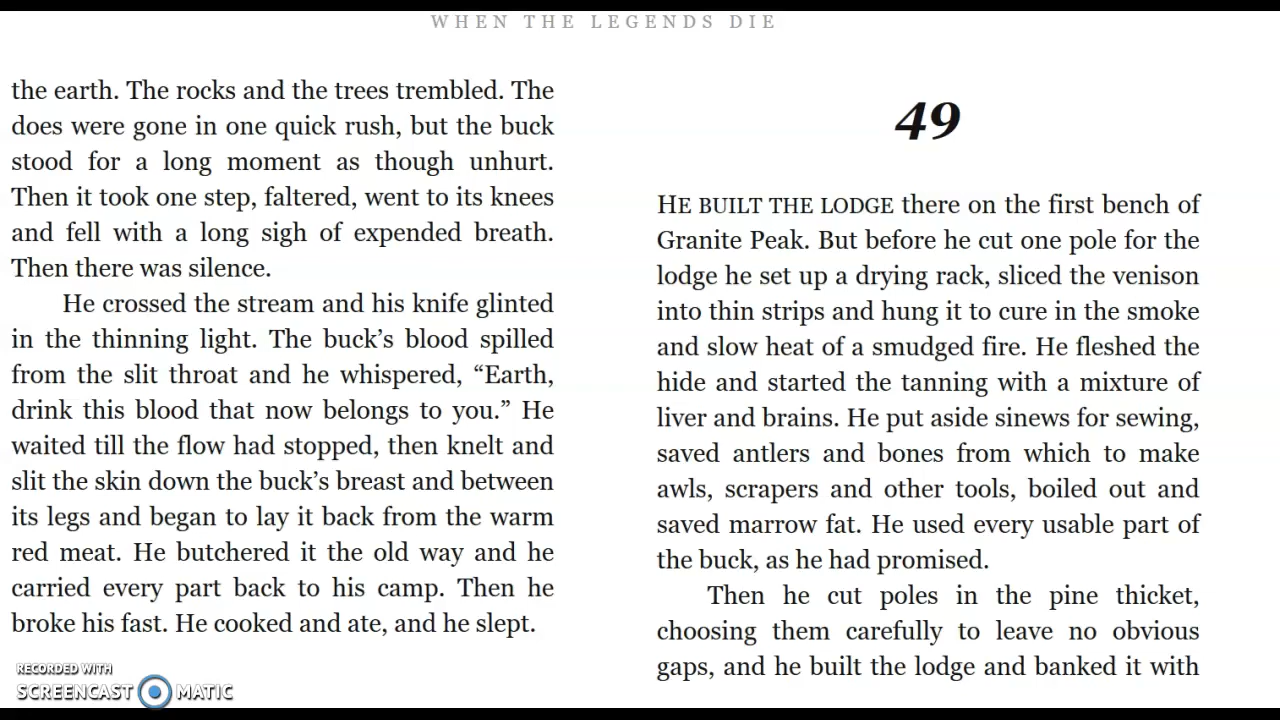 WHEN THE LEGENDS DIE
the earth. The rocks and the trees trembled. The
does were gone in one quick rush, but the buck
stood for a long moment as though unhurt.
Then it took one step, faltered, went to its knees
and fell with a long sigh of expended breath.
Then there was silence.
He crossed the stream and his knife glinted
in the thinning light. The buck’s blood spilled
from the slit throat and he whispered, “Earth,
drink this blood that now belongs to you.” He
waited till the flow had stopped, then knelt and
slit the skin down the buck’s breast and between
its legs and began to lay it back from the warm
red meat. He butchered it the old way and he
carried every part back to his camp. Then he
broke his fast. He cooked and ate, and he slept.
49
HE BUILT THE LODGE there on the first bench of
Granite Peak. But before he cut one pole for the
lodge he set up a drying rack, sliced the venison
into thin strips and hung it to cure in the smoke
and slow heat of a smudged fire. He fleshed the
hide and started the tanning with a mixture of
liver and brains. He put aside sinews for sewing,
saved antlers and bones from which to make
awls, scrapers and other tools, boiled out and
saved marrow fat. He used every usable part of
the buck, as he had promised.
Then he cut poles in the pine thicket,
choosing them carefully to leave no obvious
gaps, and he built the lodge and banked it with
RECORDED WITH
SCREENCAST MATIC